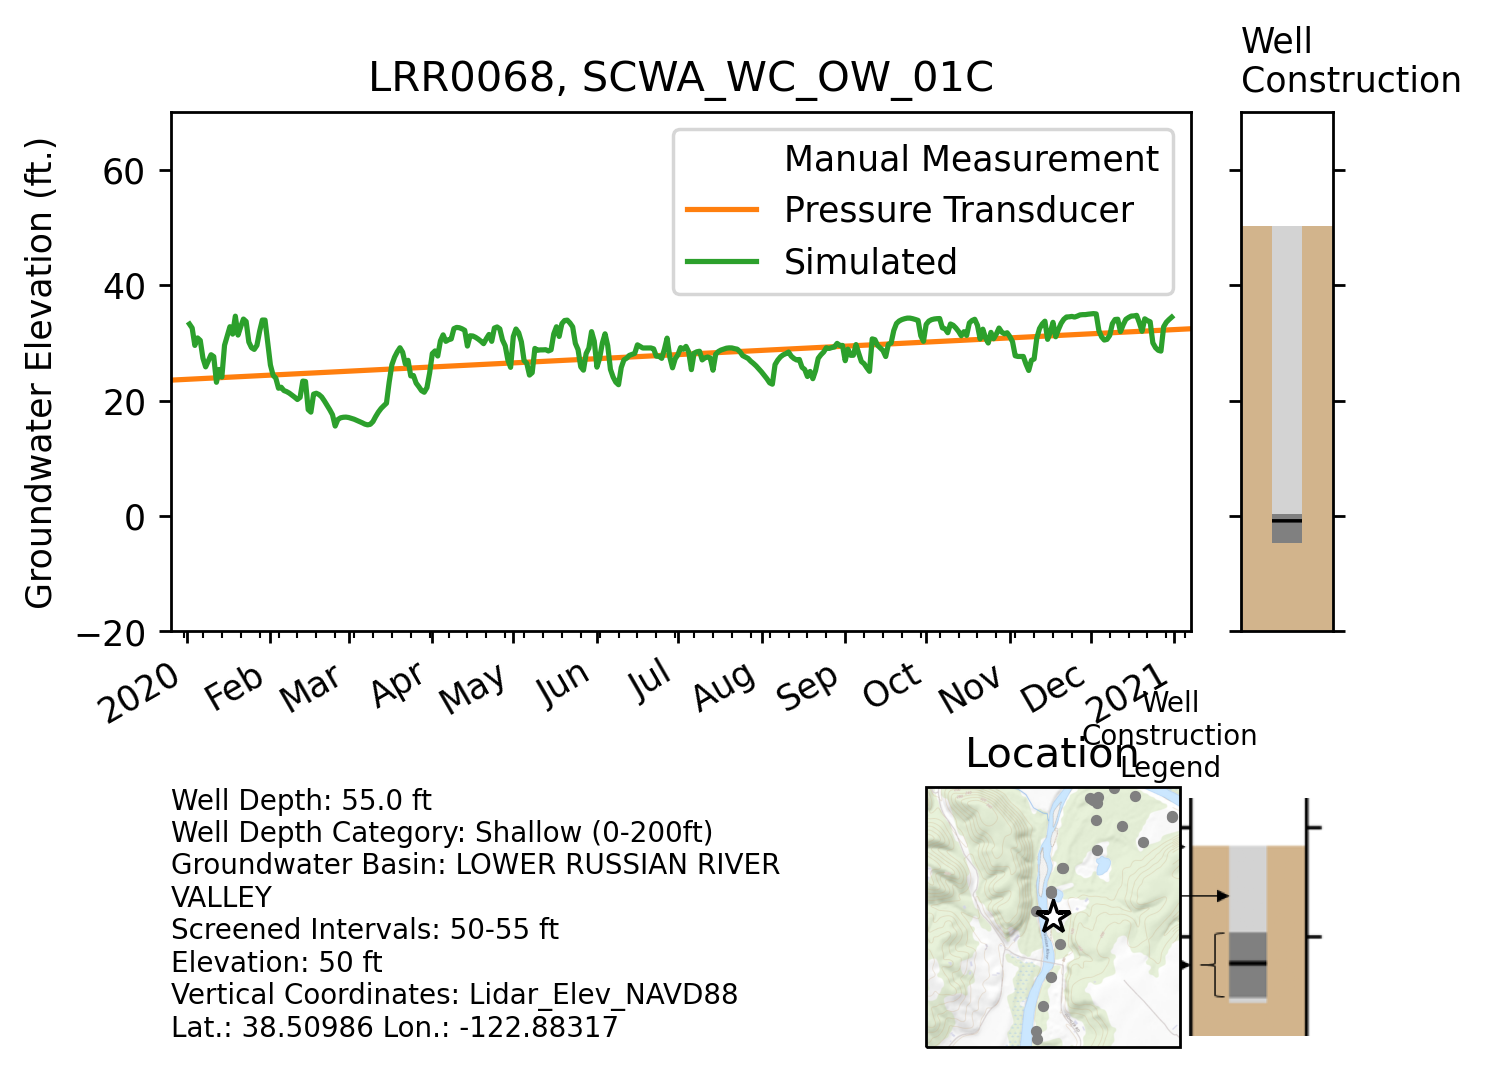 Well
Construction
LRR0068, SCWA_WC_OW_01C
Groundwater Elevation (ft.)
60
40
20
0
−20
Manual Measurement
Pressure Transducer
Simulated
2020
Feb
Mar
Apr
May
Jun
Jul
Aug
Sep
Oct
Nov
Dec
2021
Well
Construction
Legend
Location
Well Depth: 55.0 ft
Well Depth Category: Shallow (0-200ft)
Groundwater Basin: LOWER RUSSIAN RIVER
VALLEY
Screened Intervals: 50-55 ft
Elevation: 50 ft
Vertical Coordinates: Lidar_Elev_NAVD88
Lat.: 38.50986 Lon.: -122.88317